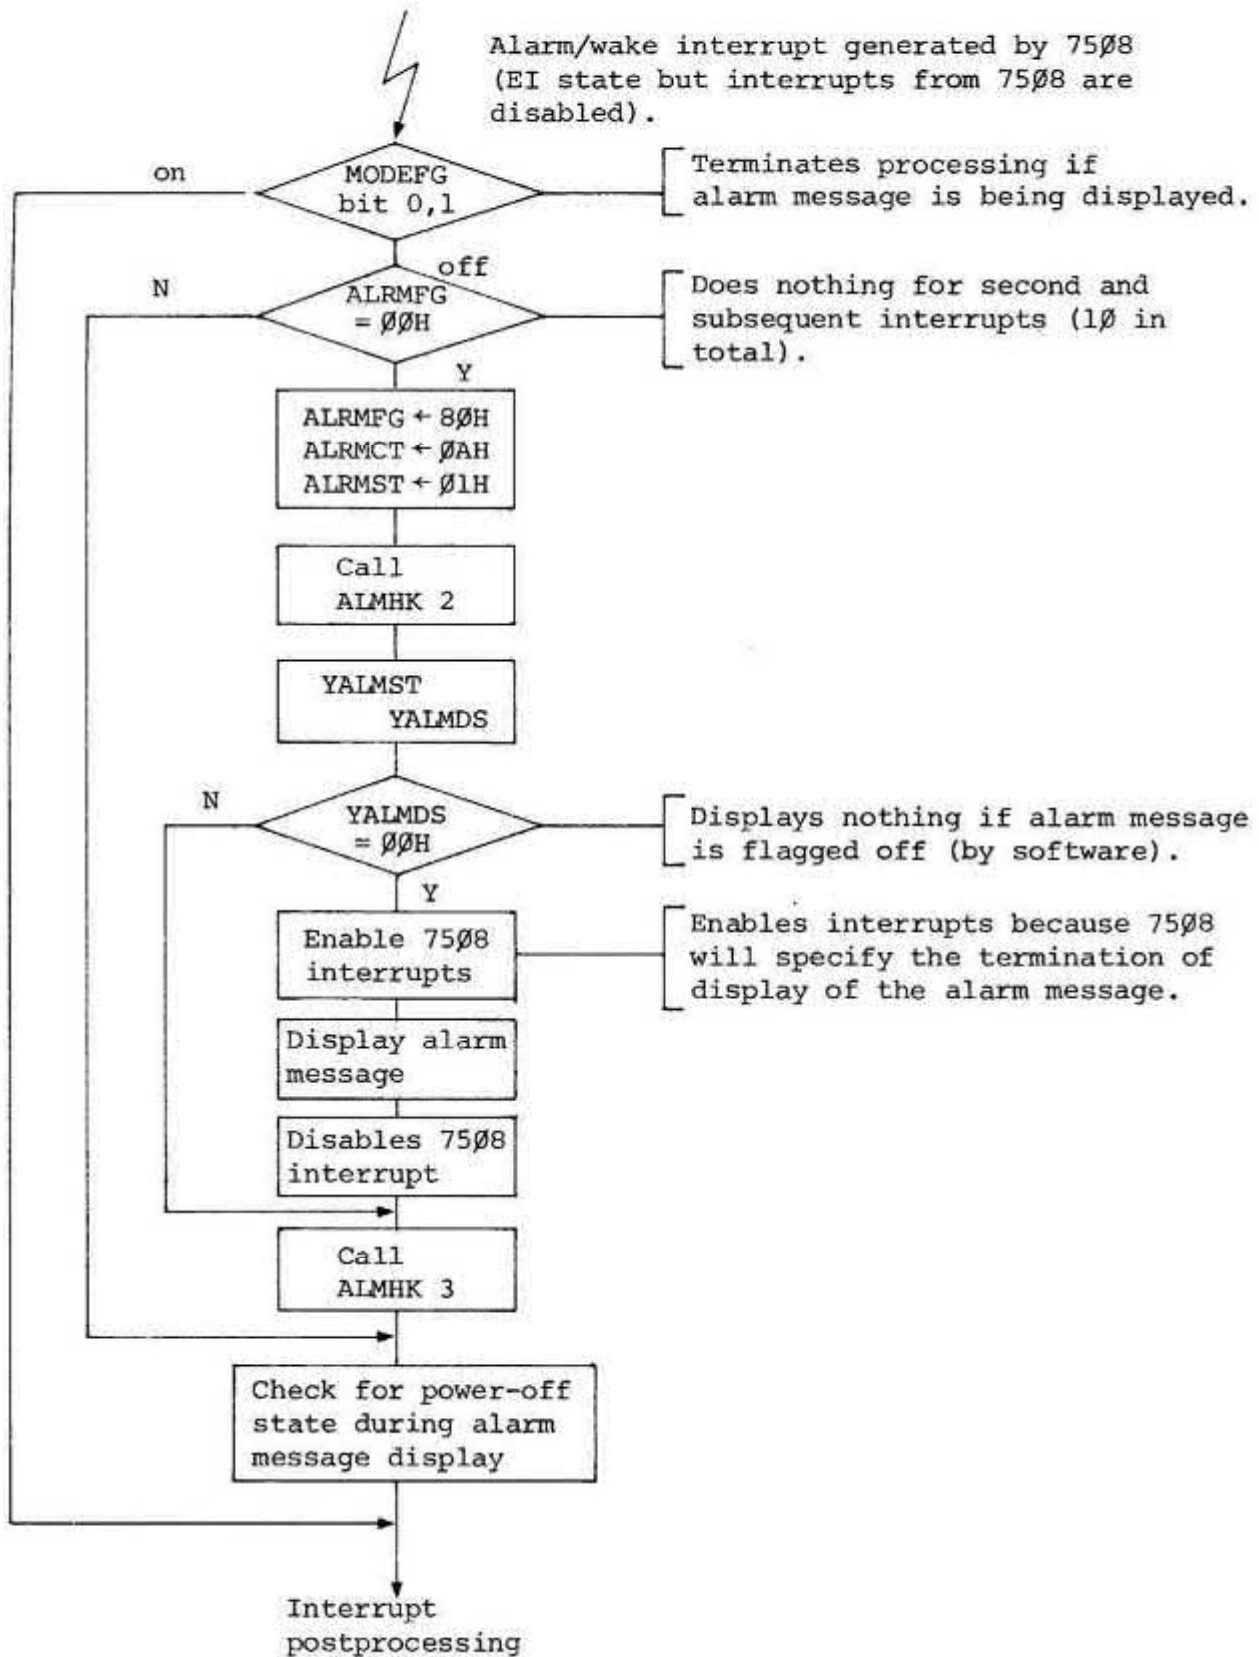 Alarm/wake interrupt generated by 75Ø8
(EI state but interrupts from 75Ø8 are
disabled).
on
MODEFG
bit 0,1
Terminates processing if
alarm message is being displayed.
off
N
ALRMFG
= ØØH
Does nothing for second and
subsequent interrupts (1Ø in
total).
Y
ALRMFG ← 8ØH
ALRMCT ← ØAH
ALRMST ← Ø1H
Call
ALMHK 2
YALMST
YALMDS
N
YALMDS
= ØØH
Displays nothing if alarm message
is flagged off (by software).
Y
Enable 75Ø8
interrupts
Enables interrupts because 75Ø8
will specify the termination of
display of the alarm message.
Display alarm
message
Disables 75Ø8
interrupt
Call
ALMHK 3
Check for power-off
state during alarm
message display
Interrupt
postprocessing